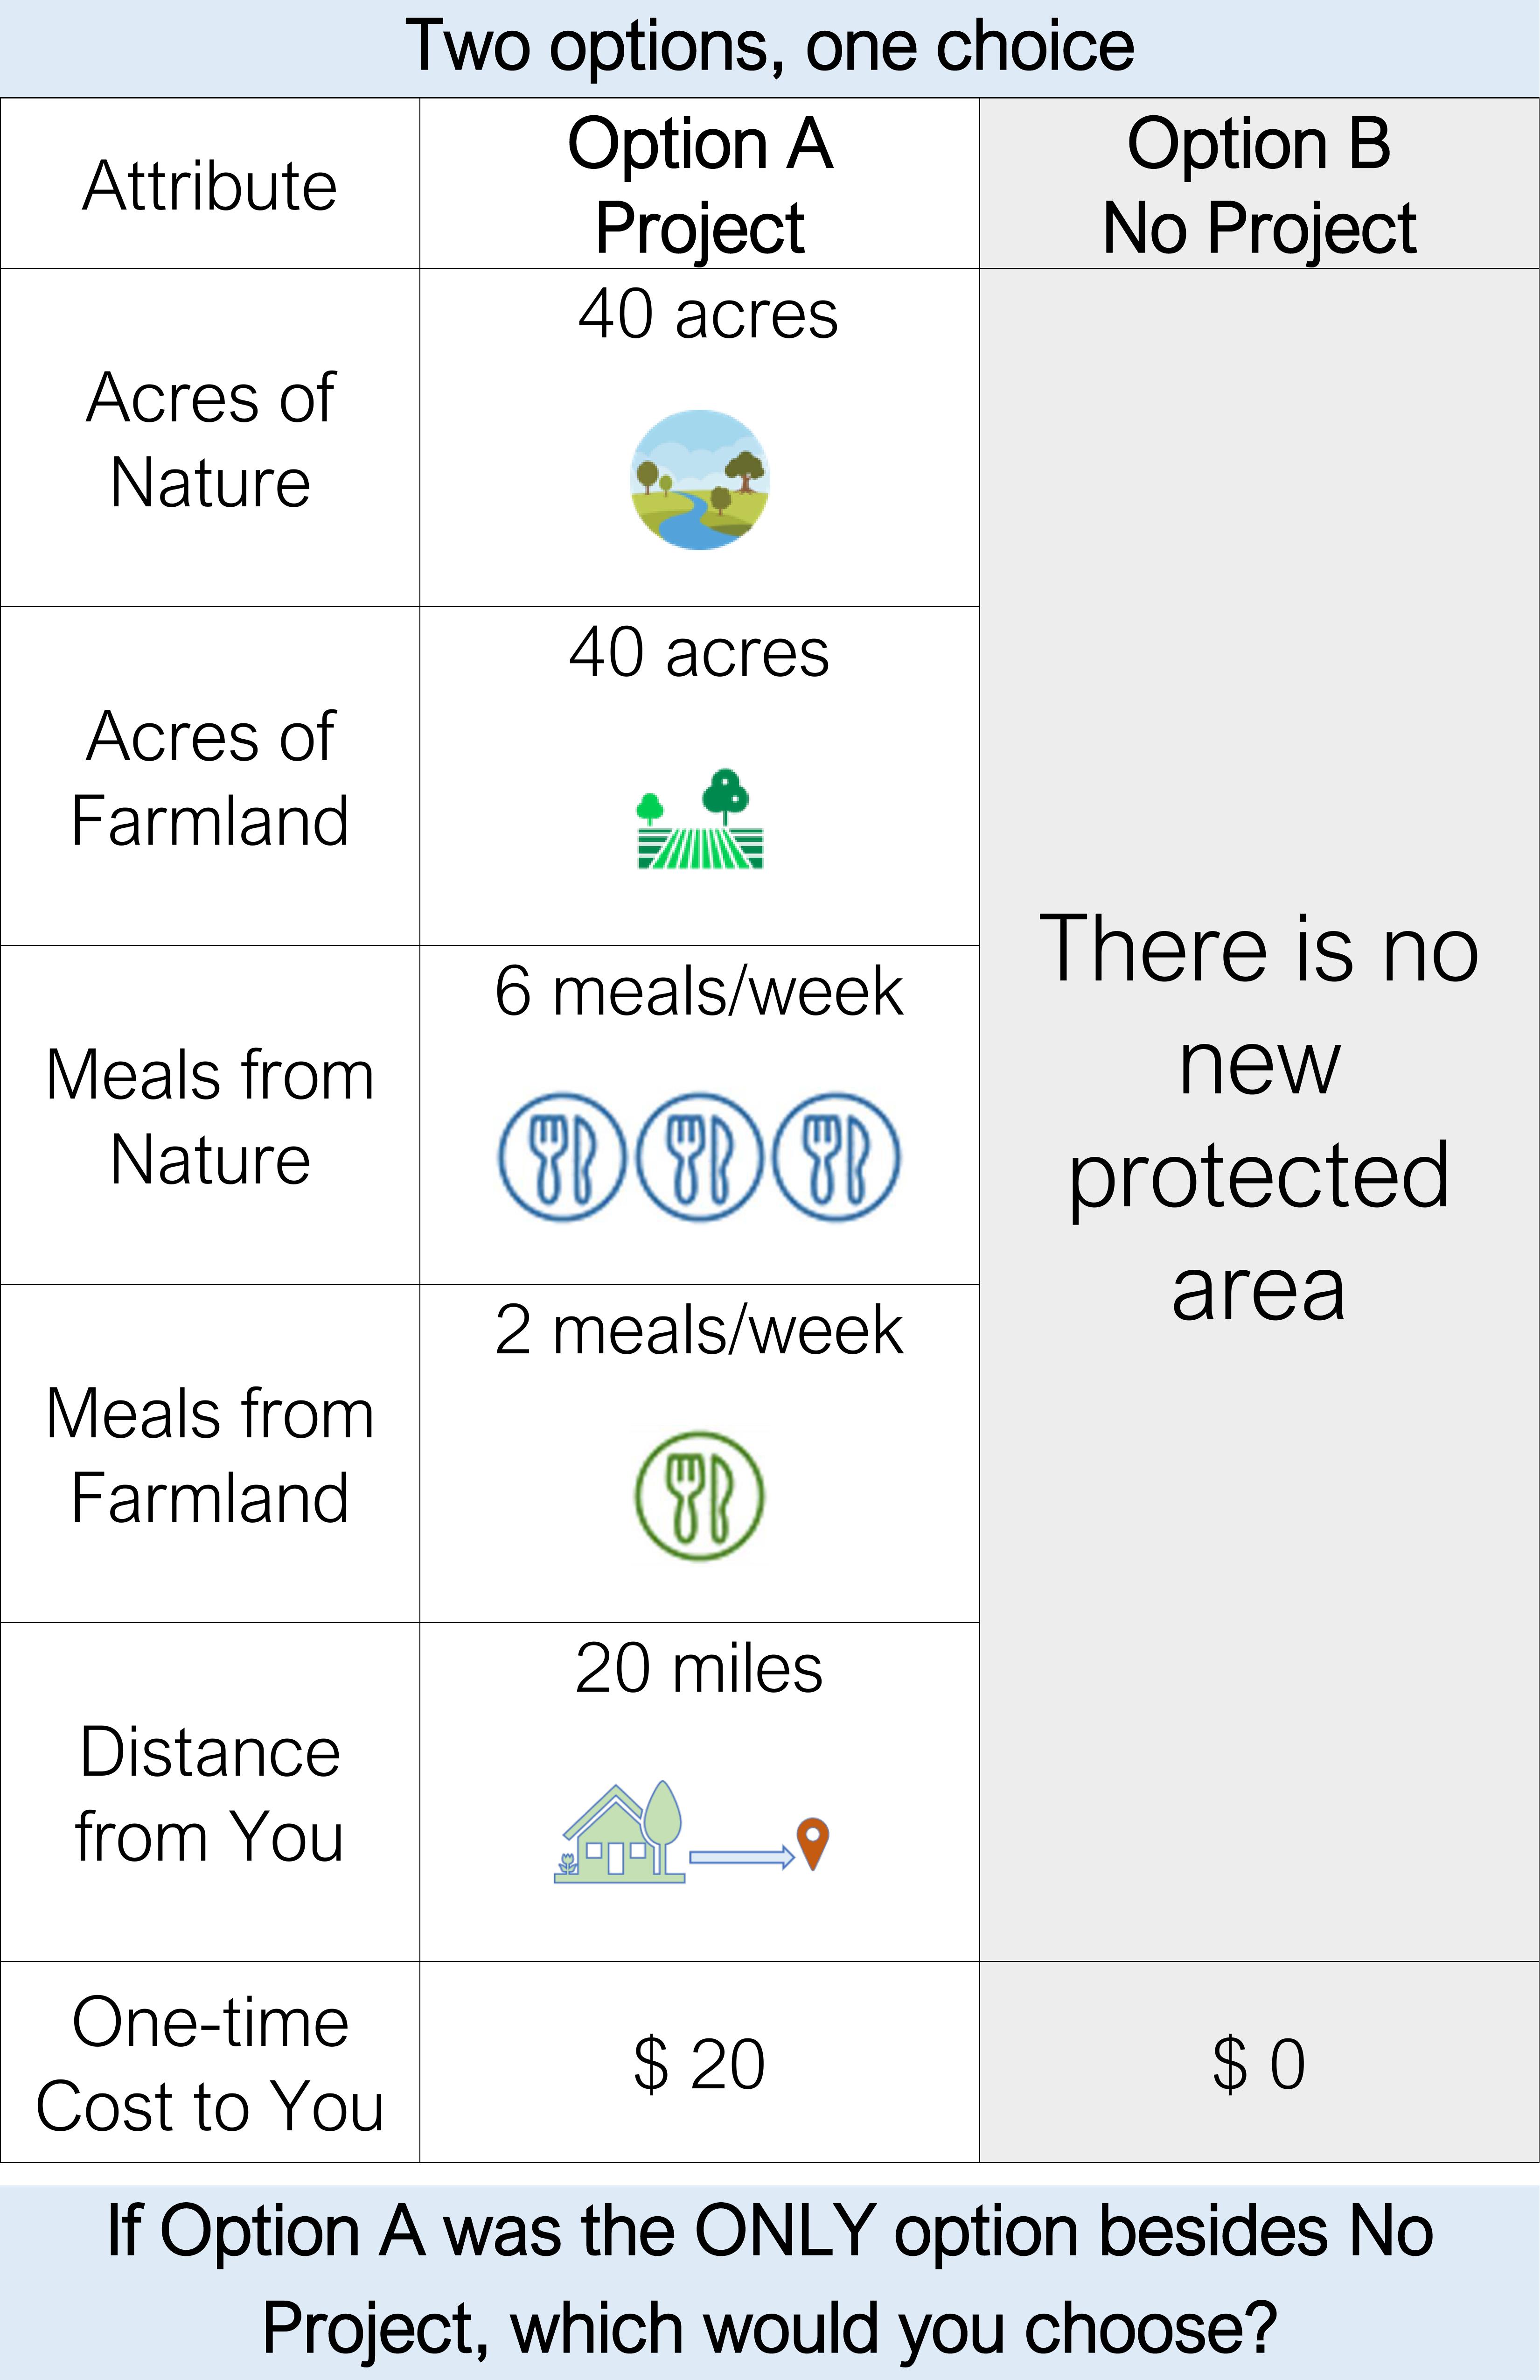 Two options, one choice
Attribute
Option A
Project
Option B
No Project
Acres of
Nature
40 acres
Acres of
Farmland
40 acres
Meals from
Nature
6 meals/week
Meals from
Farmland
2 meals/week
Distance
from You
20 miles
There is no
new
protected
area
One-time
Cost to You
$ 20
$ 0
If Option A was the ONLY option besides No
Project, which would you choose?